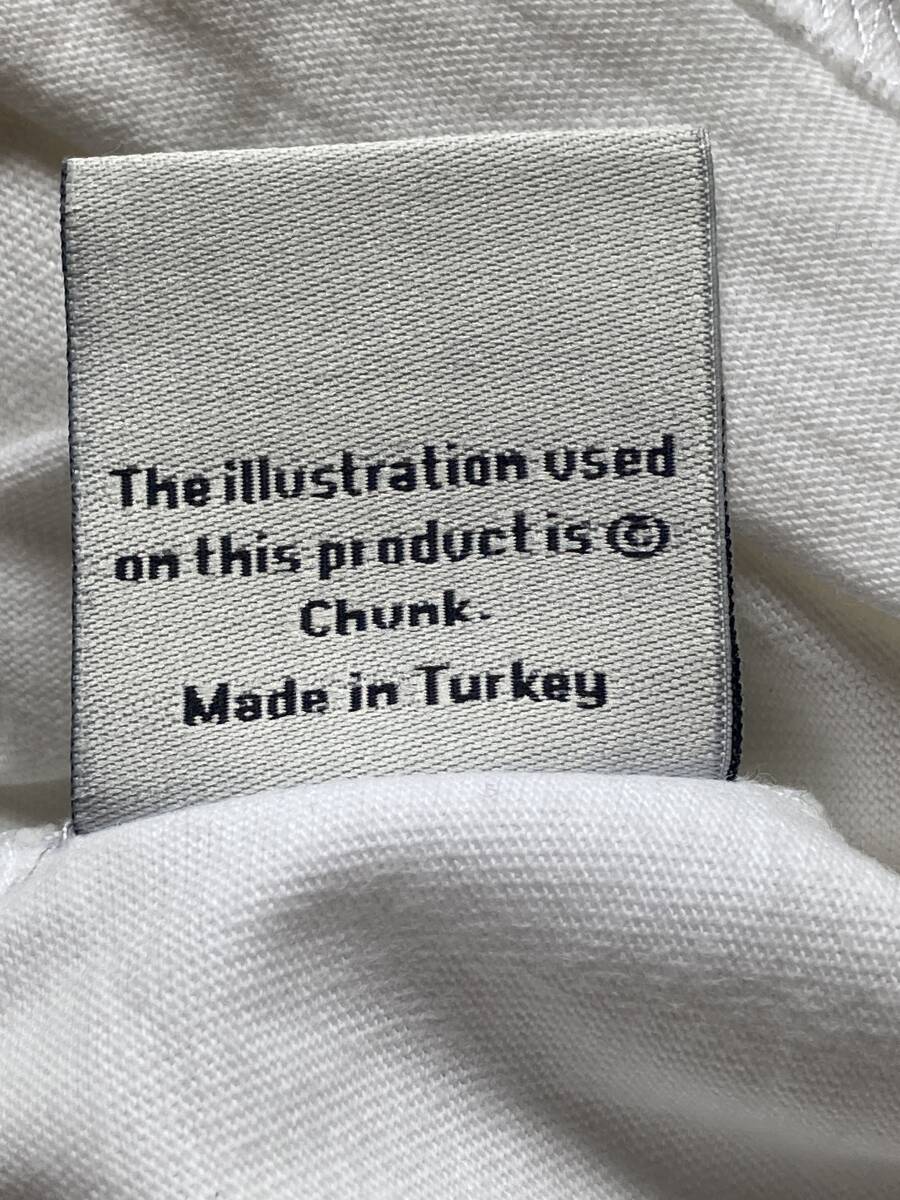 The illustration used
on this product is ©
Chunk.
Made in Turkey